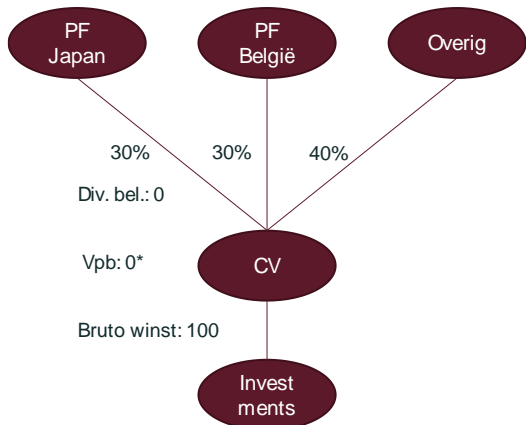 PF
Japan
PF
België
Overig
30%
30%
40%
Div. bel.: 0
Vpb: 0*
CV
Bruto winst: 100
Invest
ments